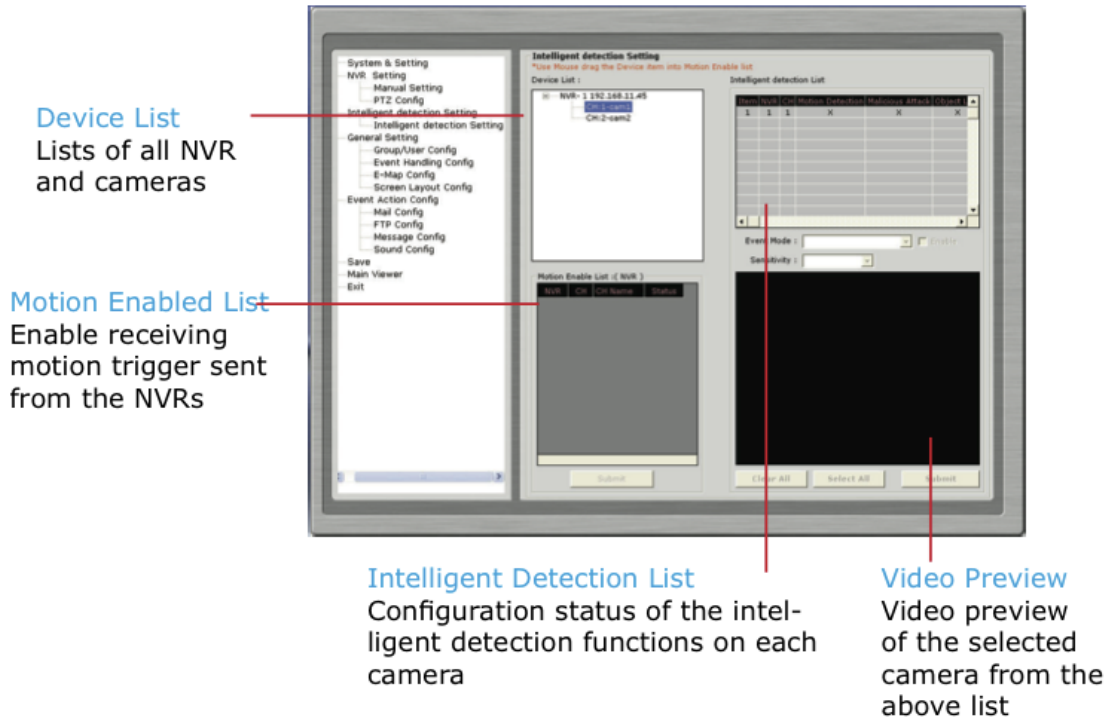 Device List
Lists of all NVR
and cameras
Motion Enabled List
Enable receiving
motion trigger sent
from the NVRs
System & Setting
NVR Setting
Manual Setting
PTZ Config
Intelligent detection Setting
Intelligent detection Setting
General Setting
Group/User Config
Event Handling Config
E-Map Config
Screen Layout Config
Event Action Config
Mail Config
FTP Config
Message Config
Sound Config
Save
Main Viewer
Exit
Intelligent detection Setting
*Use Mouse drag the Device item into Motion Enable list
Device List :
NVR- 1 192.168.11.45
CH:1-cam1
CH:2-cam2
Motion Enable List :( NVR )
NVR CH CH Name Status
Submit
Intelligent detection List
Item NVR CH Motion Detection Malicious Attack Object L
1 1 1 X X X
Event Mode : Enable
Sensitivity :
Clear All Select All Submit
Intelligent Detection List
Configuration status of the intel-
ligent detection functions on each
camera
Video Preview
Video preview
of the selected
camera from the
above list